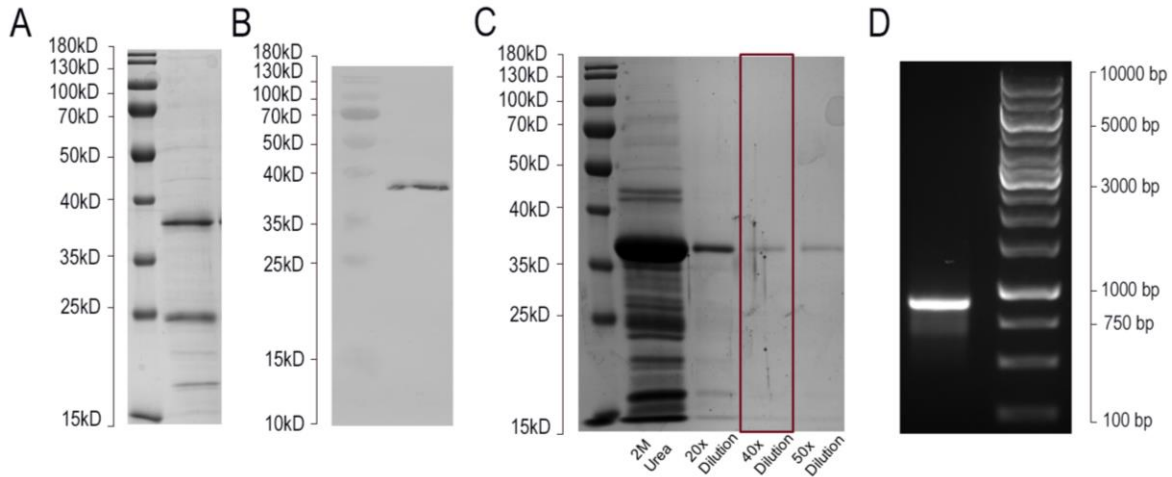 A
180kD
130kD
100kD
70kD
50kD
40kD
35kD
25kD
15kD
B
180kD
130kD
100kD
70kD
50kD
40kD
35kD
25kD
15kD
10kD
C
180kD
130kD
100kD
70kD
50kD
40kD
35kD
25kD
15kD
2M
Urea
20x
Dilution
40x
Dilution
50x
Dilution
D
10000 bp
5000 bp
3000 bp
1000 bp
750 bp
100 bp